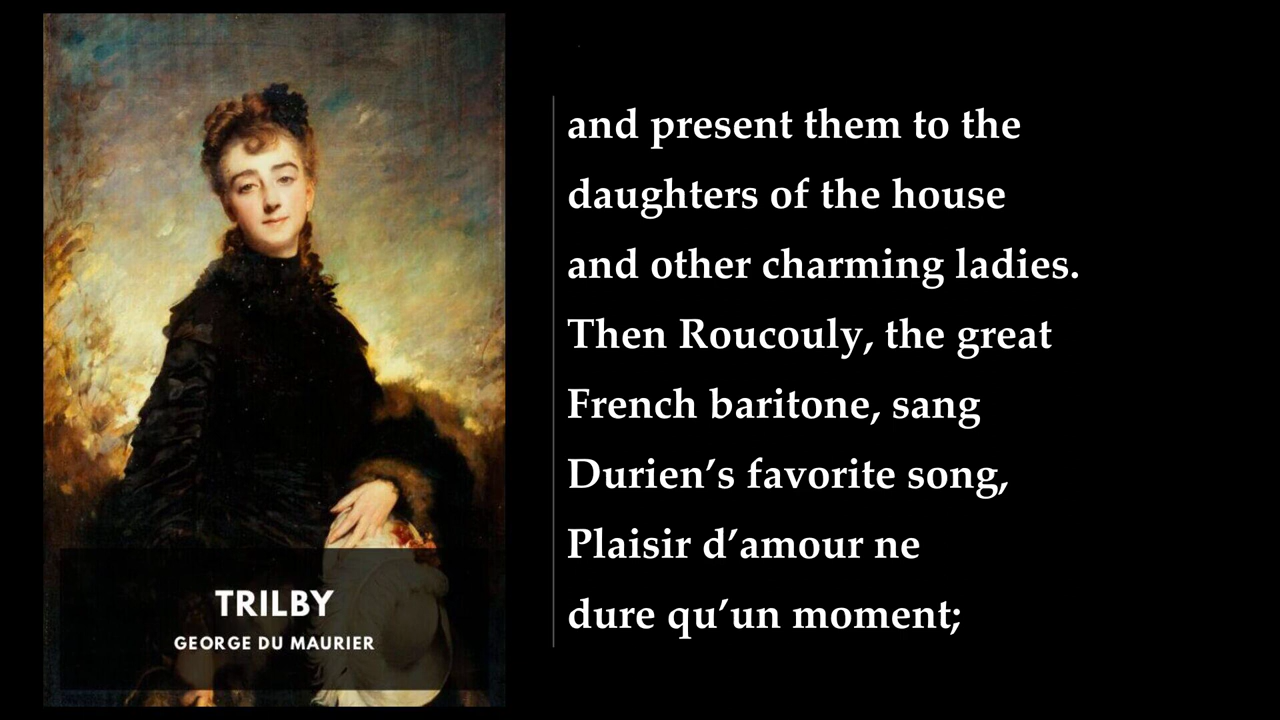 TRILBY
GEORGE DU MAURIER
and present them to the
daughters of the house
and other charming ladies.
Then Roucouly, the great
French baritone, sang
Durien’s favorite song,
Plaisir d’amour ne
dure qu’un moment;